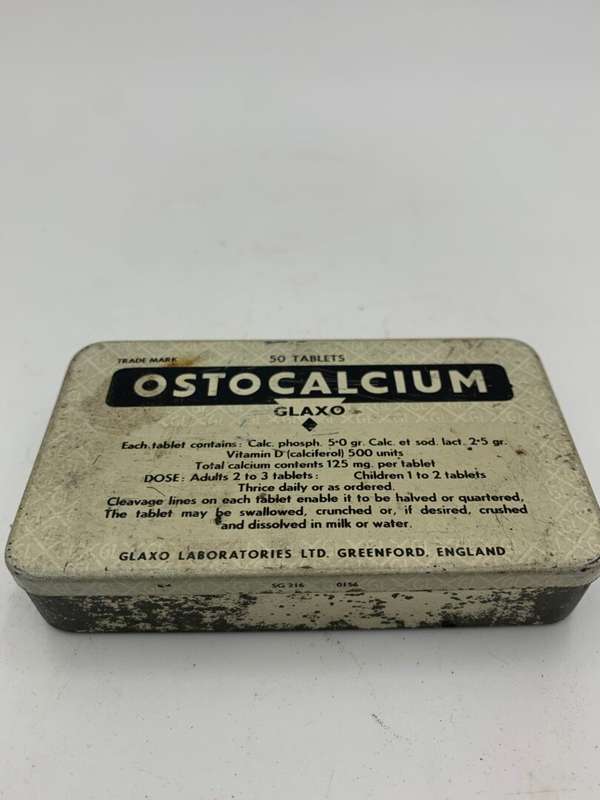 TRADE MARK 50 TABLETS
OSTOCALCIUM
GLAXO
Each tablet contains: Calc. phosph. 5·0 gr. Calc. et sod. lact. 2·5 gr.
Vitamin D (calciferol) 500 units
Total calcium contents 125 mg. per tablet
DOSE: Adults 2 to 3 tablets: Children 1 to 2 tablets
Thrice daily or as ordered.
Cleavage lines on each tablet enable it to be halved or quartered,
The tablet may be swallowed, crunched or, if desired, crushed
and dissolved in milk or water.
GLAXO LABORATORIES LTD. GREENFORD. ENGLAND
SG 216 0156